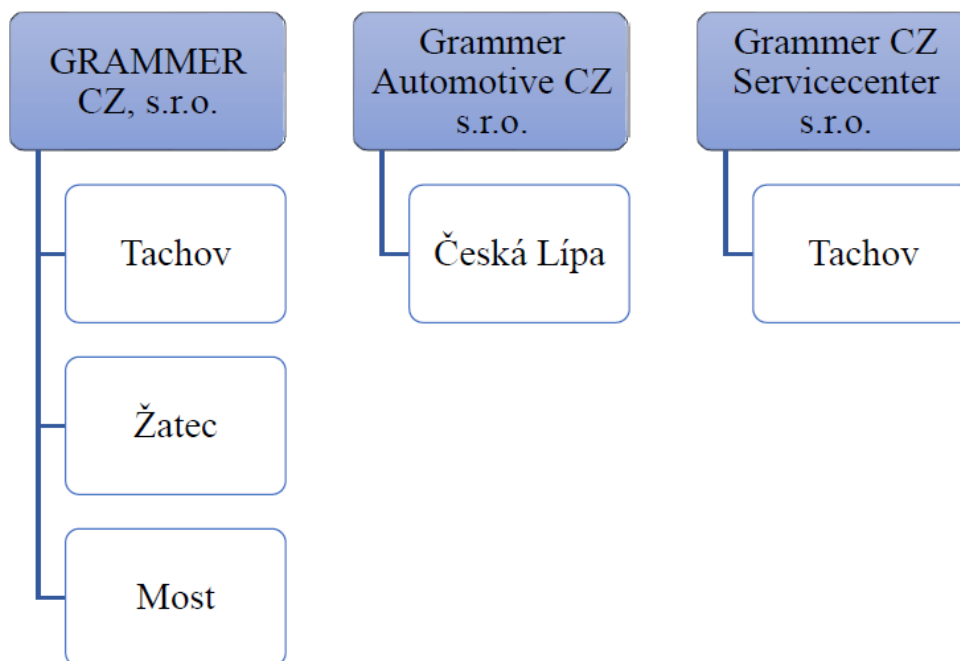 GRAMMER
CZ, s.r.o.
Tachov
Žatec
Most
Grammer
Automotive CZ
s.r.o.
Česká Lípa
Grammer CZ
Servicecenter
s.r.o.
Tachov